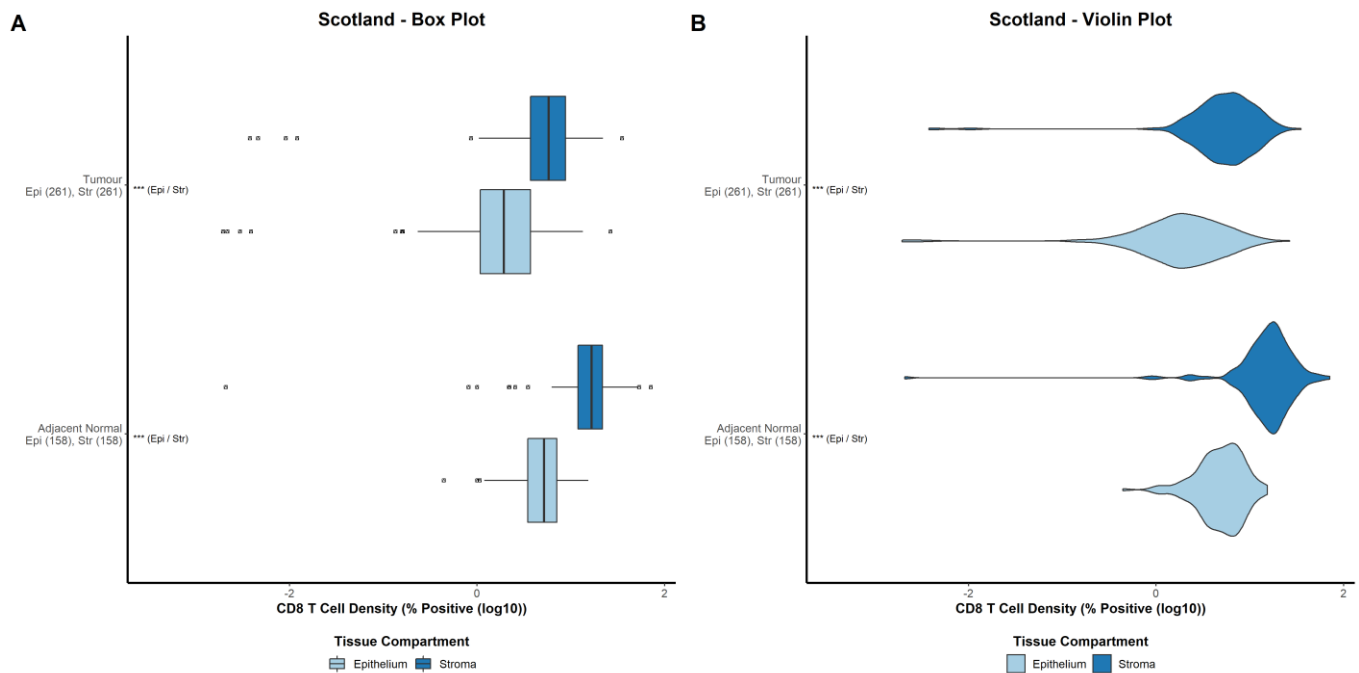 A
Scotland - Box Plot
Tumour
Epi (261), Str (261)
*** (Epi / Str)
Adjacent Normal
Epi (158), Str (158)
*** (Epi / Str)
-2
0
2
CD8 T Cell Density (% Positive (log10))
Tissue Compartment
Epithelium
Stroma
B
Scotland - Violin Plot
Tumour
Epi (261), Str (261)
*** (Epi / Str)
Adjacent Normal
Epi (158), Str (158)
*** (Epi / Str)
-2
0
2
CD8 T Cell Density (% Positive (log10))
Tissue Compartment
Epithelium
Stroma